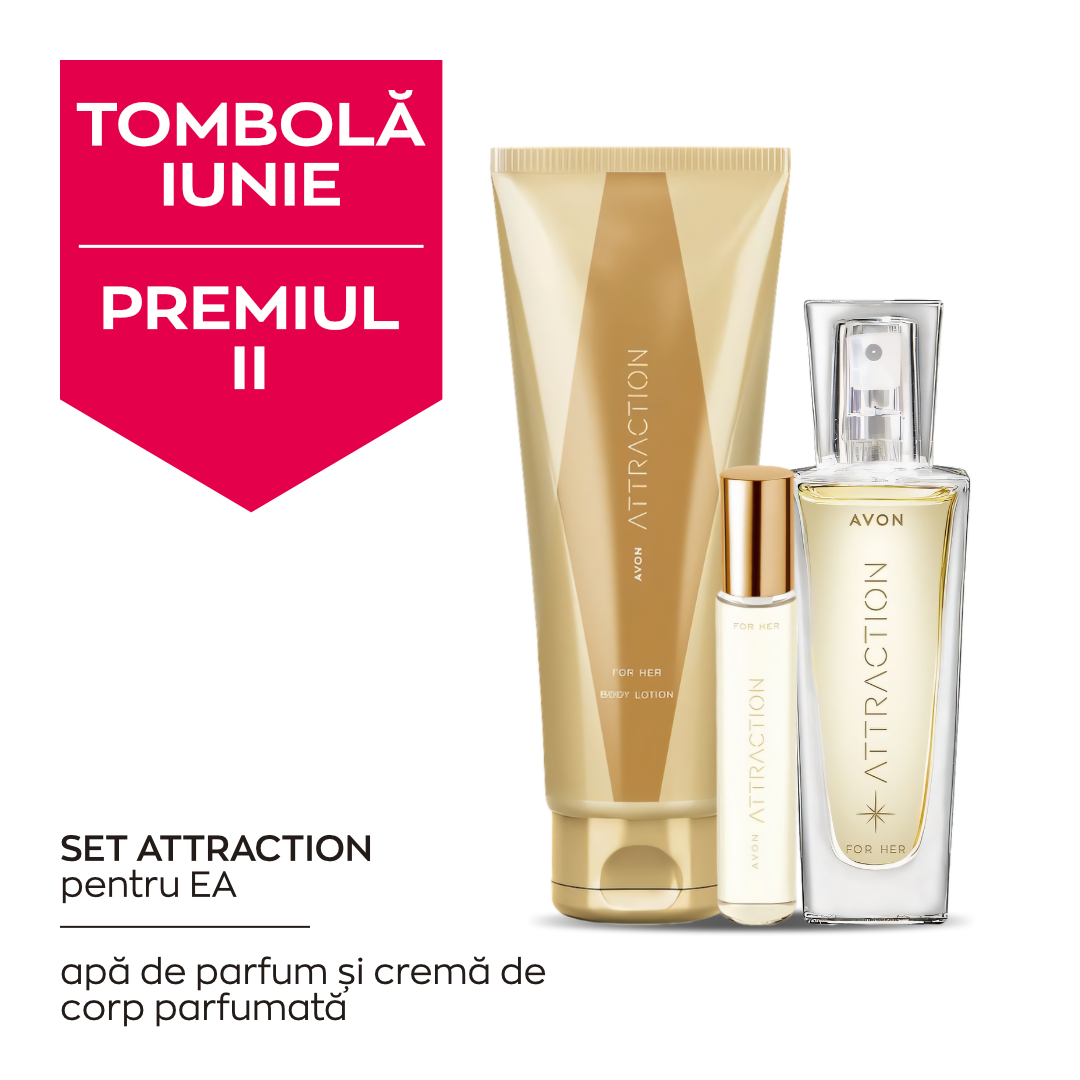 TOMBOLĂ
IUNIE
PREMIUL
II
AVON ATTRACTION
FOR HER
BODY LOTION
FOR HER
AVON ATTRACTION
AVON
ATTRACTION
FOR HER
SET ATTRACTION
pentru EA
apă de parfum și cremă de
corp parfumată